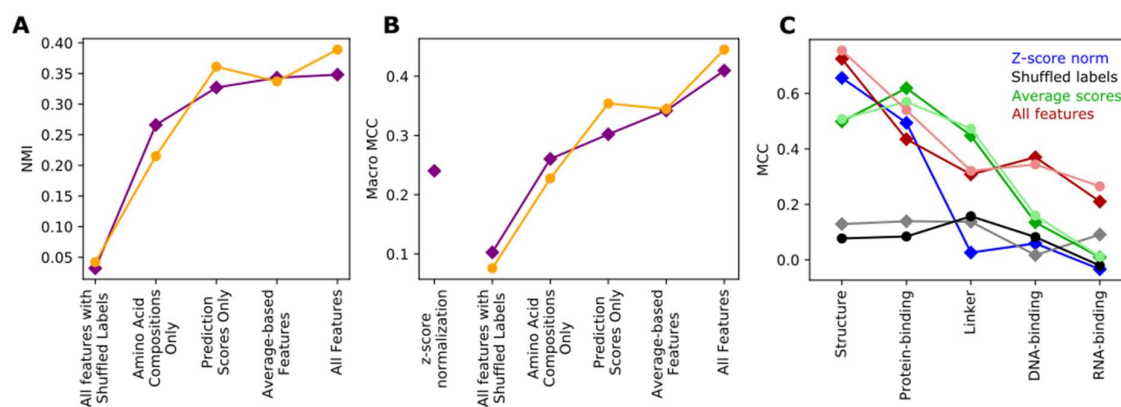 A
NMI
0.40
0.35
0.30
0.25
0.20
0.15
0.10
0.05
All features with
Shuffled Labels
Amino Acid
Compositions
Only
Prediction
Scores Only
Average-based
Features
All Features
B
Macro MCC
0.4
0.3
0.2
0.1
z-score
normalization
All features with
Shuffled Labels
Amino Acid
Compositions
Only
Prediction
Scores Only
Average-based
Features
All Features
C
MCC
0.6
0.4
0.2
0.0
Z-score norm
Shuffled labels
Average scores
All features
Structure
Protein-binding
Linker
DNA-binding
RNA-binding